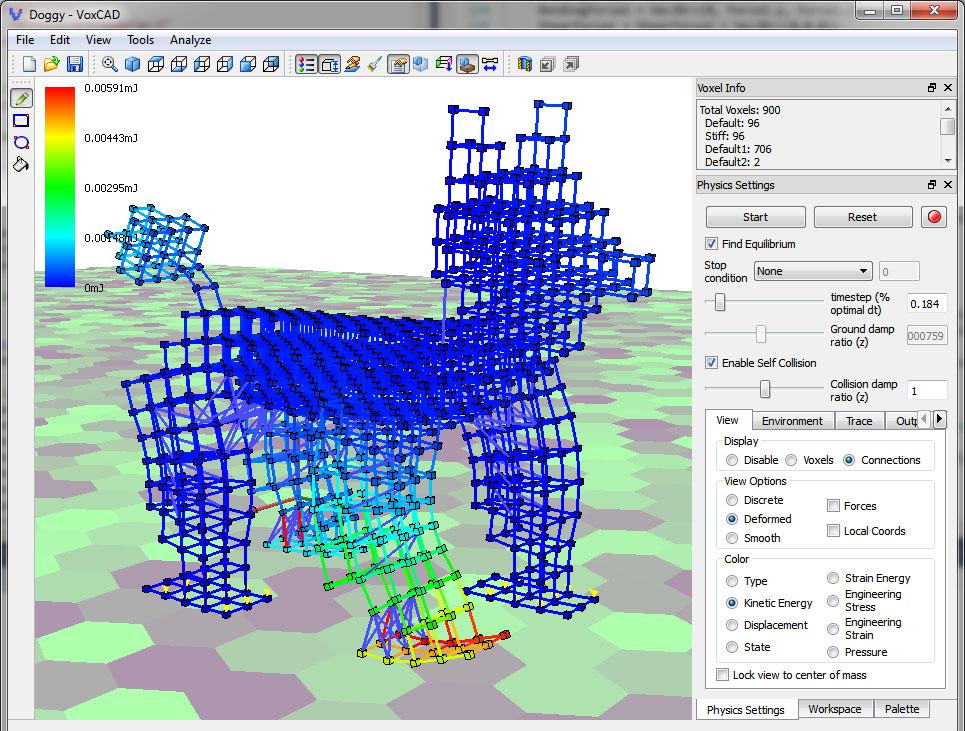 Doggy - VoxCAD
File Edit View Tools Analyze
0.00591mJ
0.00443mJ
0.00295mJ
0.00148mJ
0mJ
Voxel Info
Total Voxels: 900
Default: 96
Stiff: 96
Default1: 706
Default2: 2
Physics Settings
Start Reset
Find Equilibrium
Stop condition None 0
timestep (% optimal dt) 0.184
Ground damp ratio (z) 000759
Enable Self Collision
Collision damp ratio (z) 1
View Environment Trace Outp
Display
Disable Voxels Connections
View Options
Discrete
Forces
Deformed
Local Coords
Smooth
Color
Type
Strain Energy
Kinetic Energy
Engineering Stress
Displacement
Engineering Strain
State
Pressure
Lock view to center of mass
Physics Settings Workspace Palette